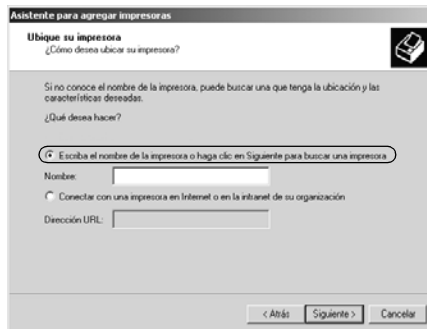 Asistente para agregar impresoras
Ubique su impresora
¿Cómo desea ubicar su impresora?
Si no conoce el nombre de la impresora, puede buscar una que tenga la ubicación y las
características deseadas.
¿Qué desea hacer?
Escriba el nombre de la impresora o haga clic en Siguiente para buscar una impresora
Nombre:
Conectar con una impresora en Internet o en la intranet de su organización
Dirección URL:
< Atrás Siguiente > Cancelar